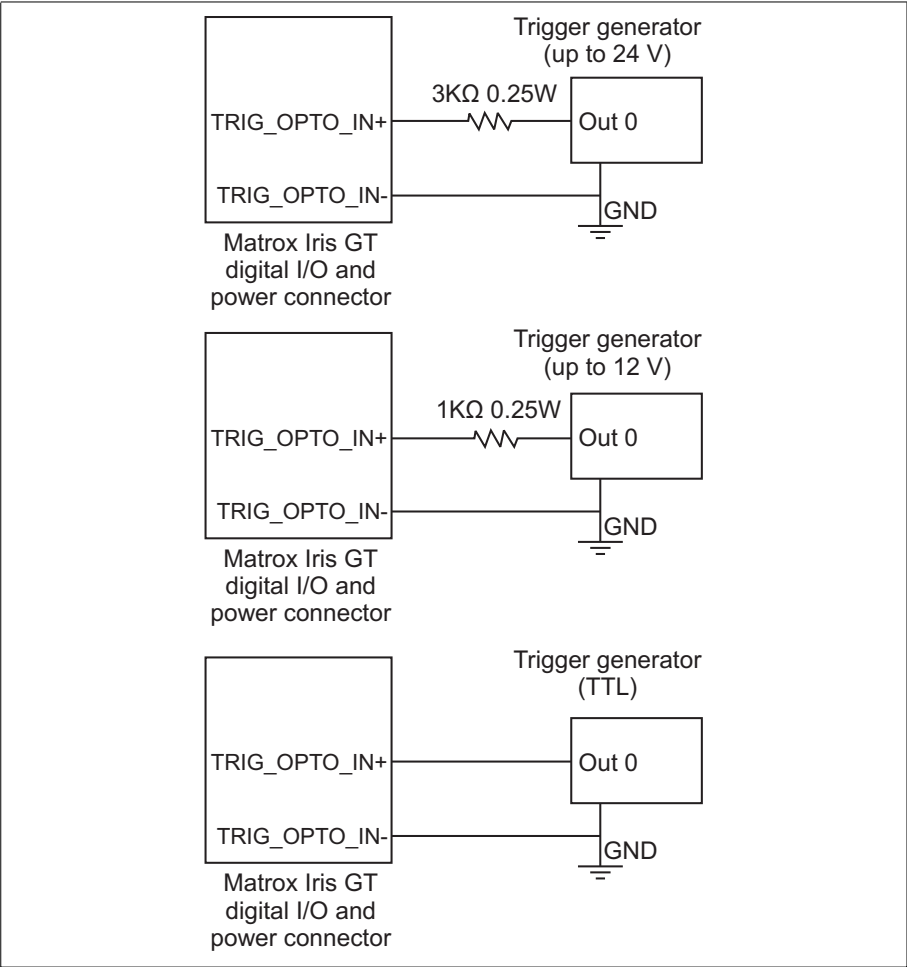 Trigger generator
(up to 24 V)
3KΩ 0.25W
TRIG_OPTO_IN+
Out 0
TRIG_OPTO_IN-
GND
Matrox Iris GT
digital I/O and
power connector
Trigger generator
(up to 12 V)
1KΩ 0.25W
TRIG_OPTO_IN+
Out 0
TRIG_OPTO_IN-
GND
Matrox Iris GT
digital I/O and
power connector
Trigger generator
(TTL)
TRIG_OPTO_IN+
Out 0
TRIG_OPTO_IN-
GND
Matrox Iris GT
digital I/O and
power connector